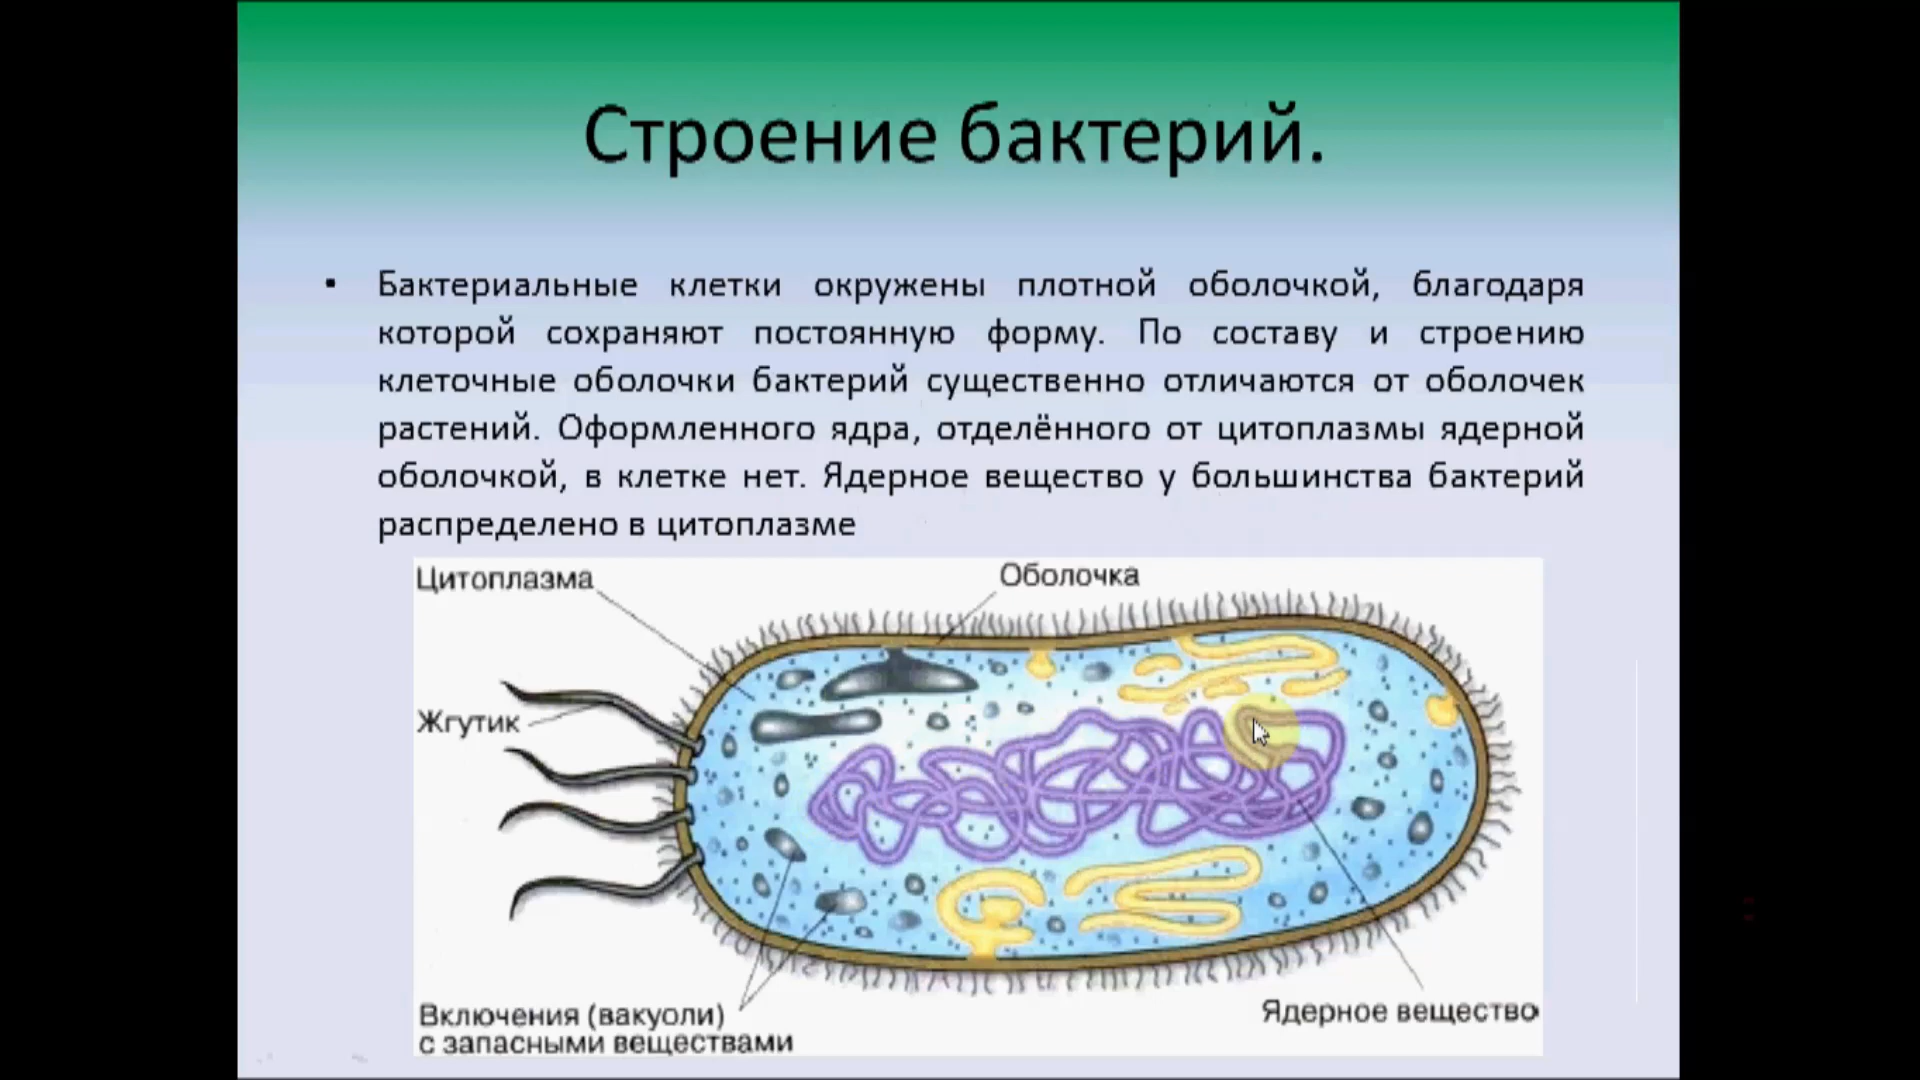 Строение бактерий.
• Бактериальные клетки окружены плотной оболочкой, благодаря
которой сохраняют постоянную форму. По составу и строению
клеточные оболочки бактерий существенно отличаются от оболочек
растений. Оформленного ядра, отделённого от цитоплазмы ядерной
оболочкой, в клетке нет. Ядерное вещество у большинства бактерий
распределено в цитоплазме
Цитоплазма
Оболочка
Жгутик
Включения (вакуоли)
с запасными веществами
Ядерное вещество